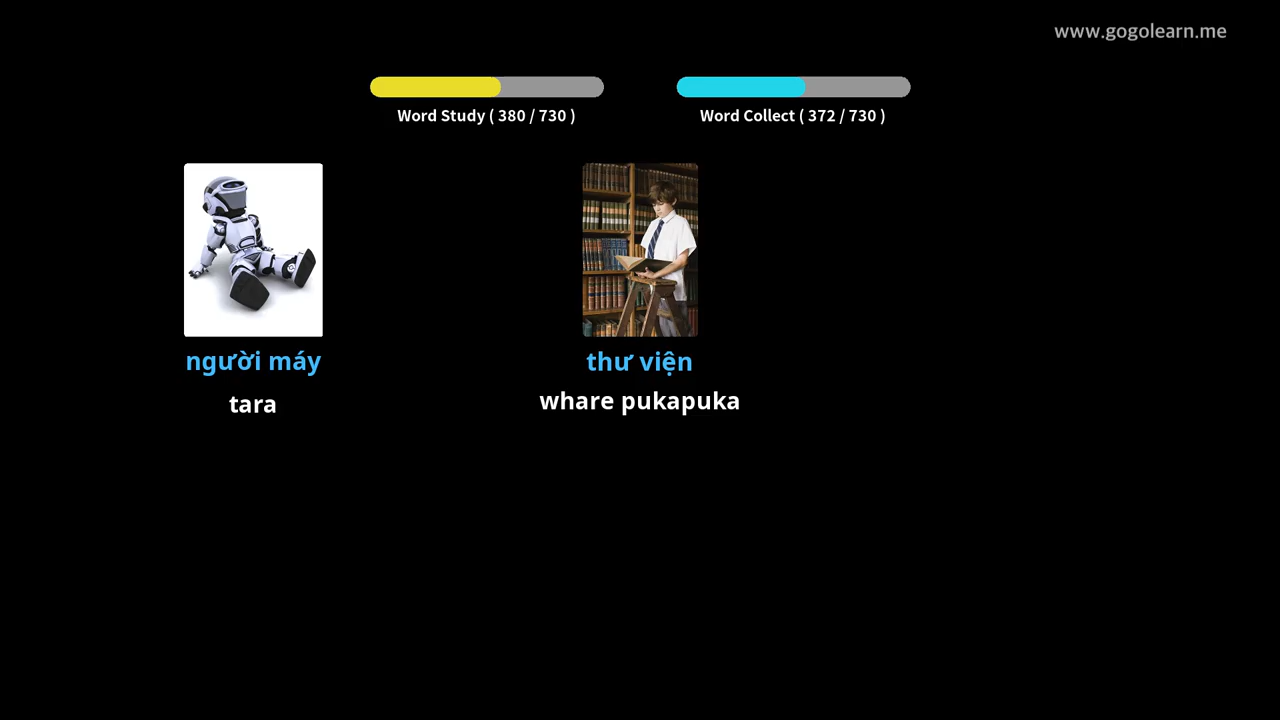 www.gogolearn.me
Word Study ( 380 / 730 )
Word Collect ( 372 / 730 )
người máy
thư viện
tara
whare pukapuka